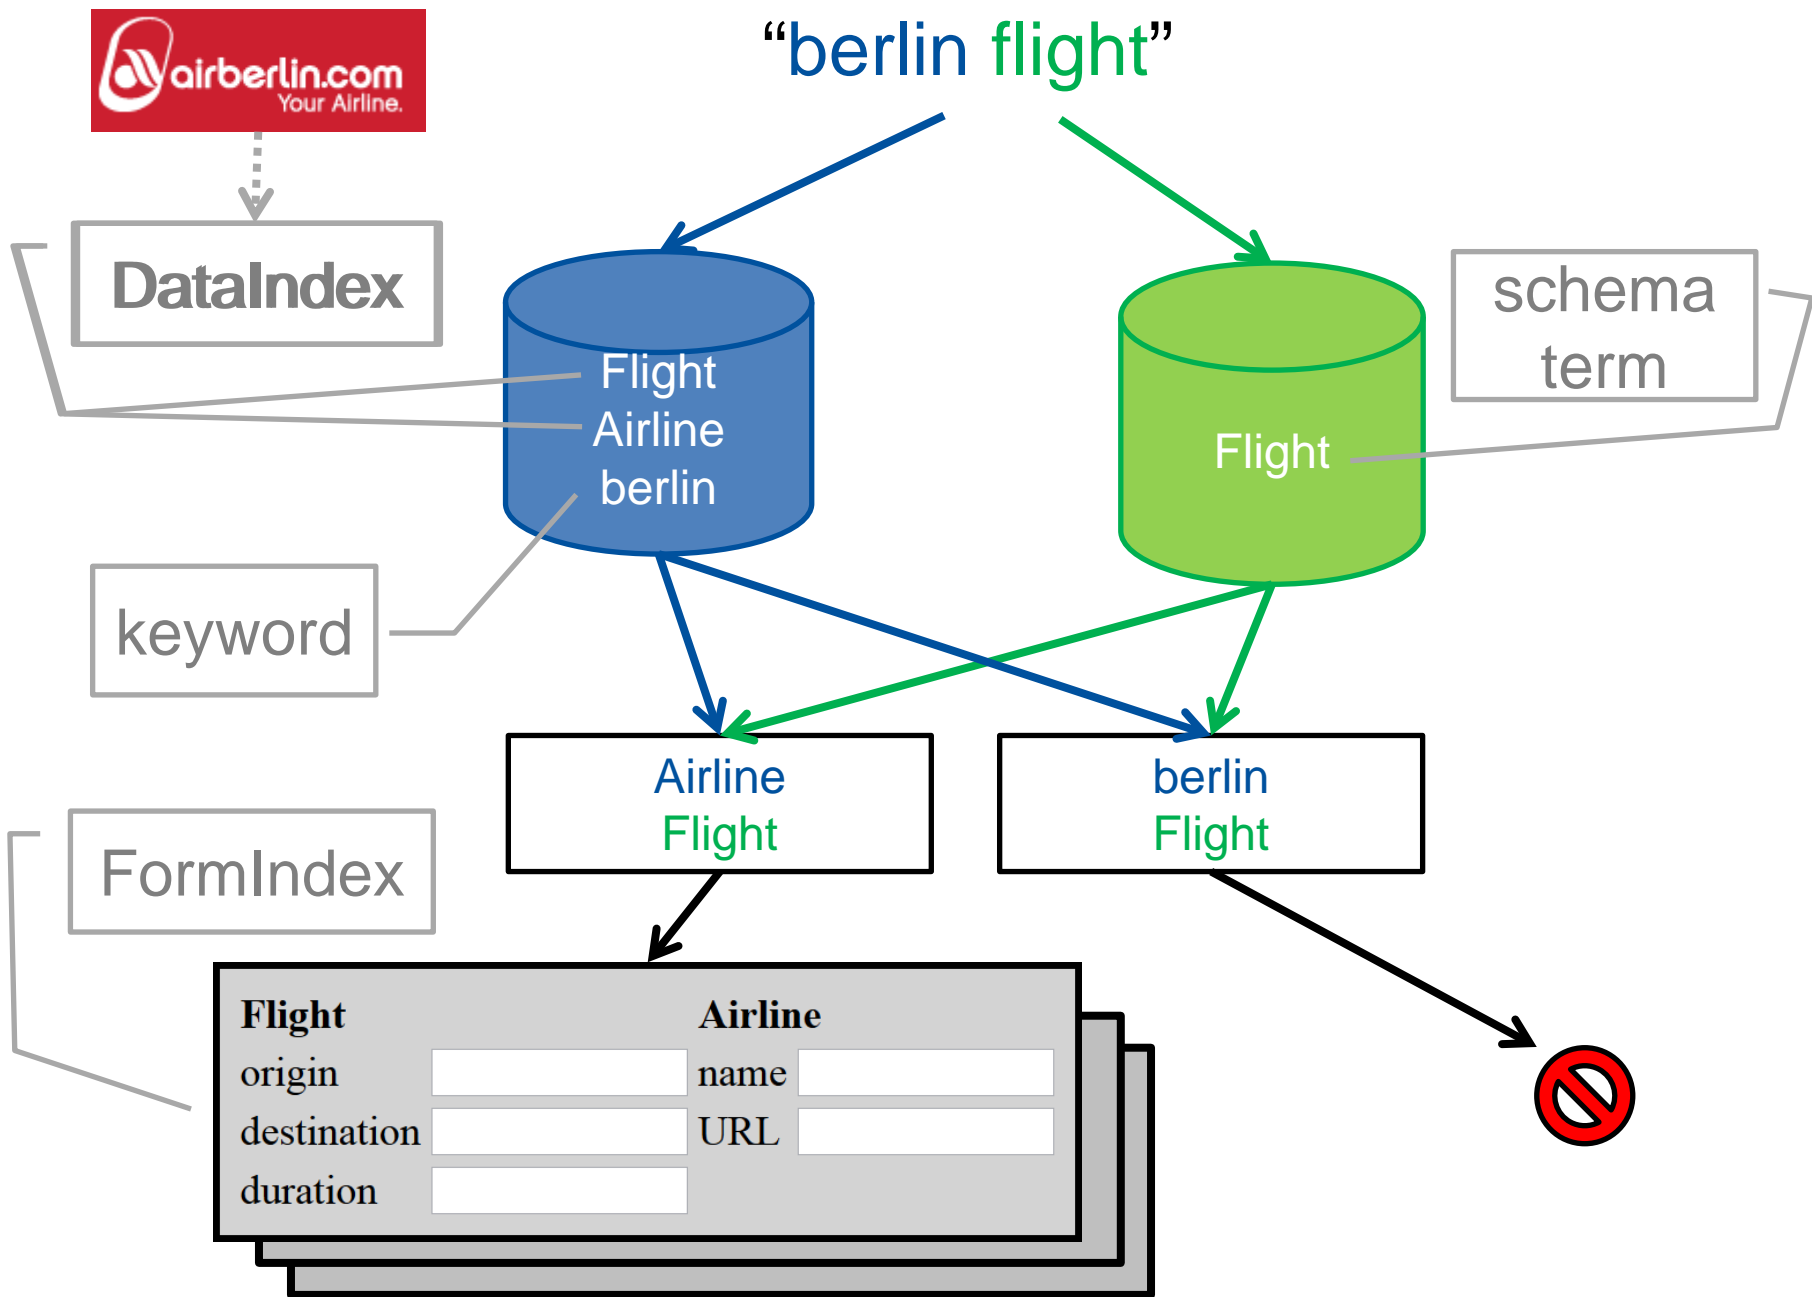 airberlin.com
Your Airline.
“berlin flight”
DataIndex
schema
term
Flight
Airline
berlin
Flight
keyword
Airline
Flight
berlin
Flight
FormIndex
Flight Airline
origin name
destination URL
duration